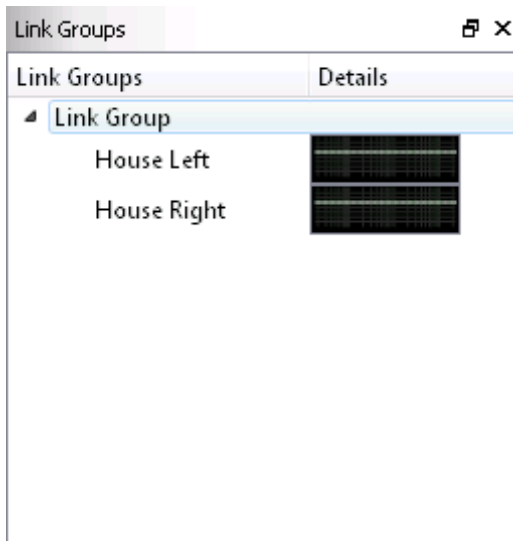 Link Groups
Link Groups Details
Link Group
House Left
House Right